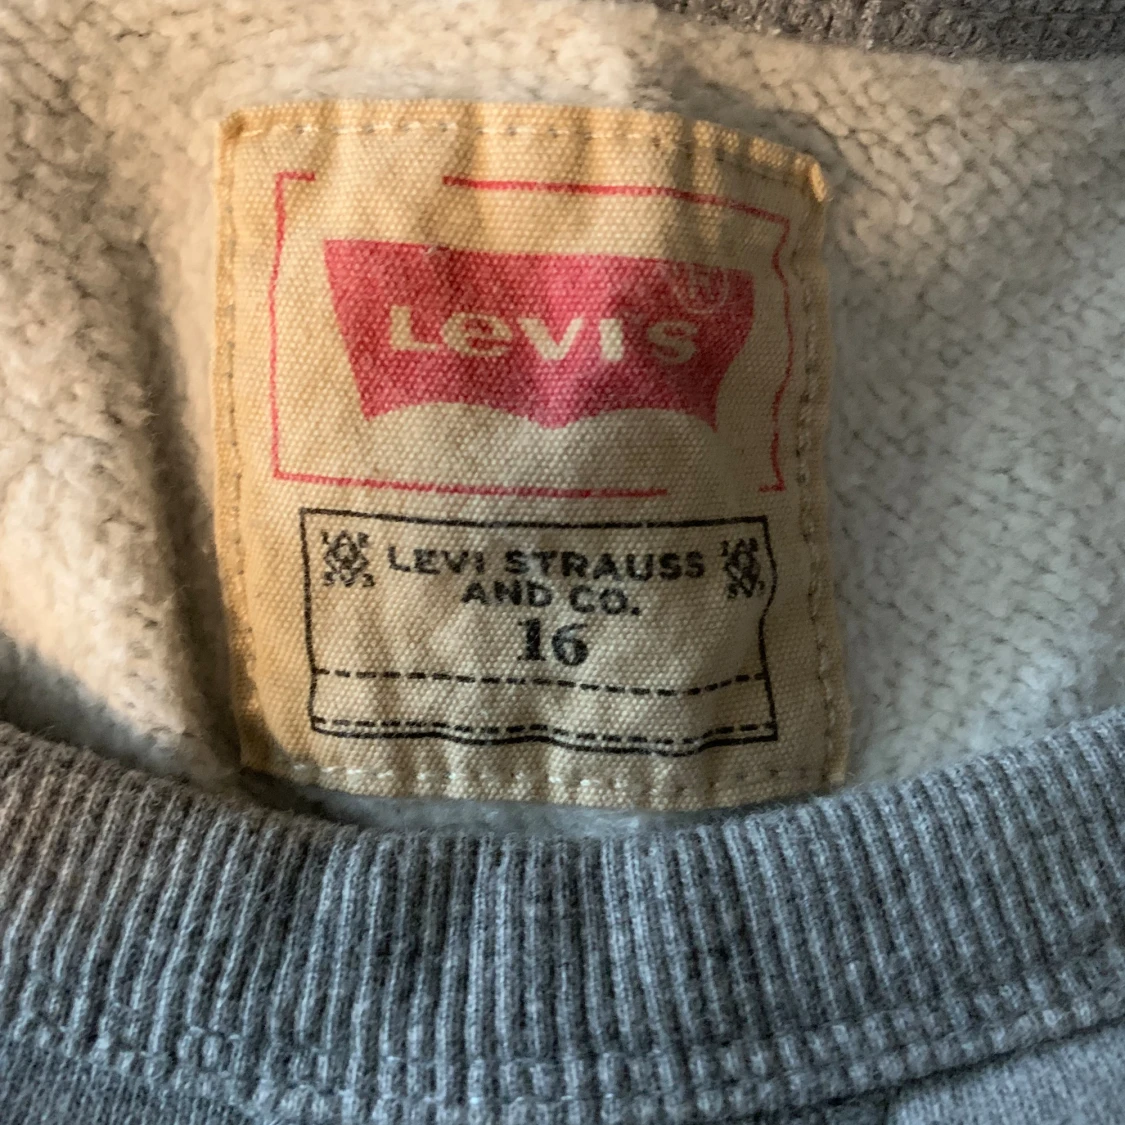 LeVI's
®
LEVI STRAUSS
AND CO.
16